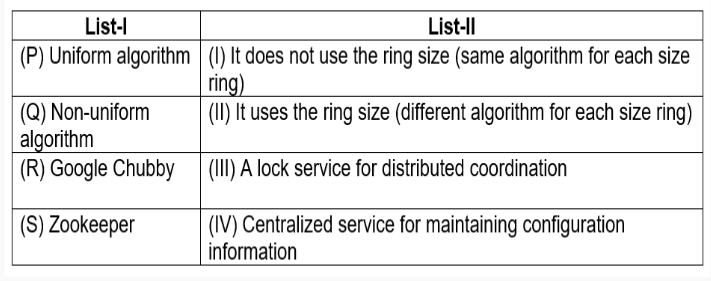 List-I List-II
(P) Uniform algorithm (I) It does not use the ring size (same algorithm for each size
ring)
(Q) Non-uniform (II) It uses the ring size (different algorithm for each size ring)
algorithm
(R) Google Chubby (III) A lock service for distributed coordination
(S) Zookeeper (IV) Centralized service for maintaining configuration
information